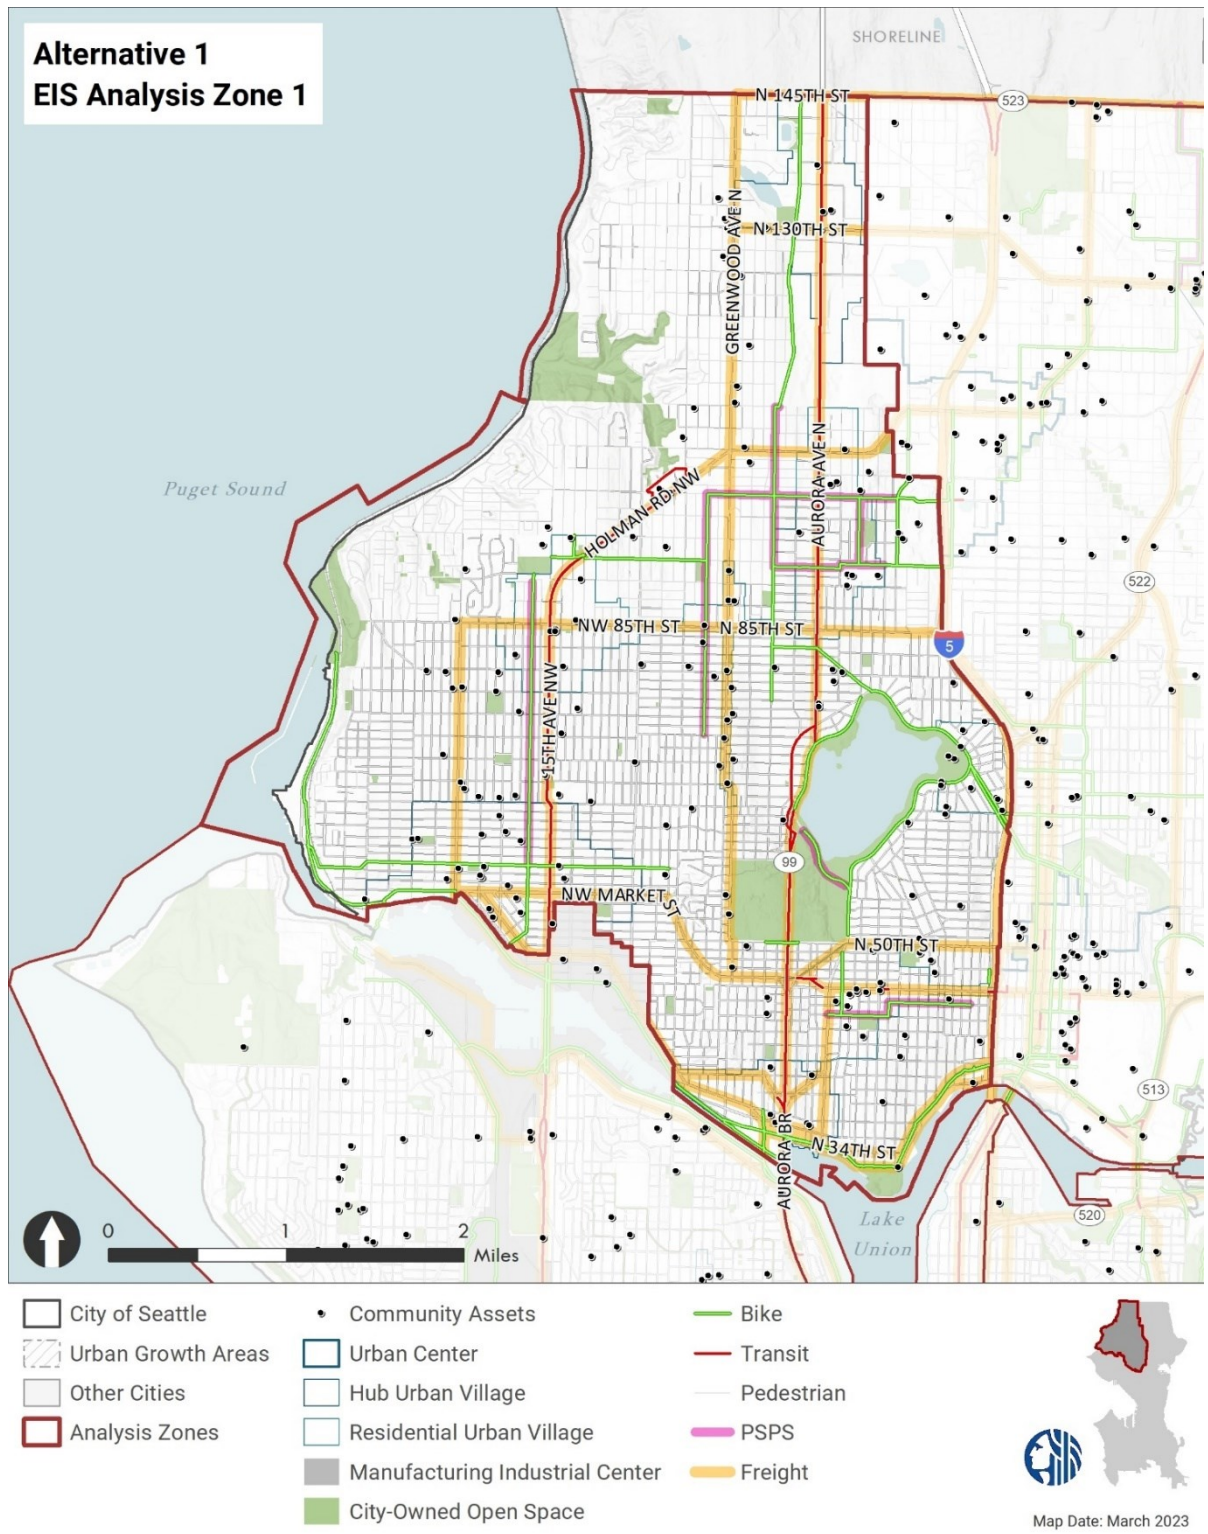 Alternative 1
EIS Analysis Zone 1
SHORELINE
N 145TH ST
523
GREENWOOD AVE N
N 130TH ST
AURORA AVE N
Puget Sound
HOLMAN RD NW
522
NW 85TH ST
N 85TH ST
5
15TH AVE NW
99
NW MARKET ST
N 50TH ST
513
AURORA BR
N 34TH ST
Lake
Union
520
0 1 2
Miles
City of Seattle
Urban Growth Areas
Other Cities
Analysis Zones
Community Assets
Urban Center
Hub Urban Village
Residential Urban Village
Manufacturing Industrial Center
City-Owned Open Space
Bike
Transit
Pedestrian
PSPS
Freight
Map Date: March 2023